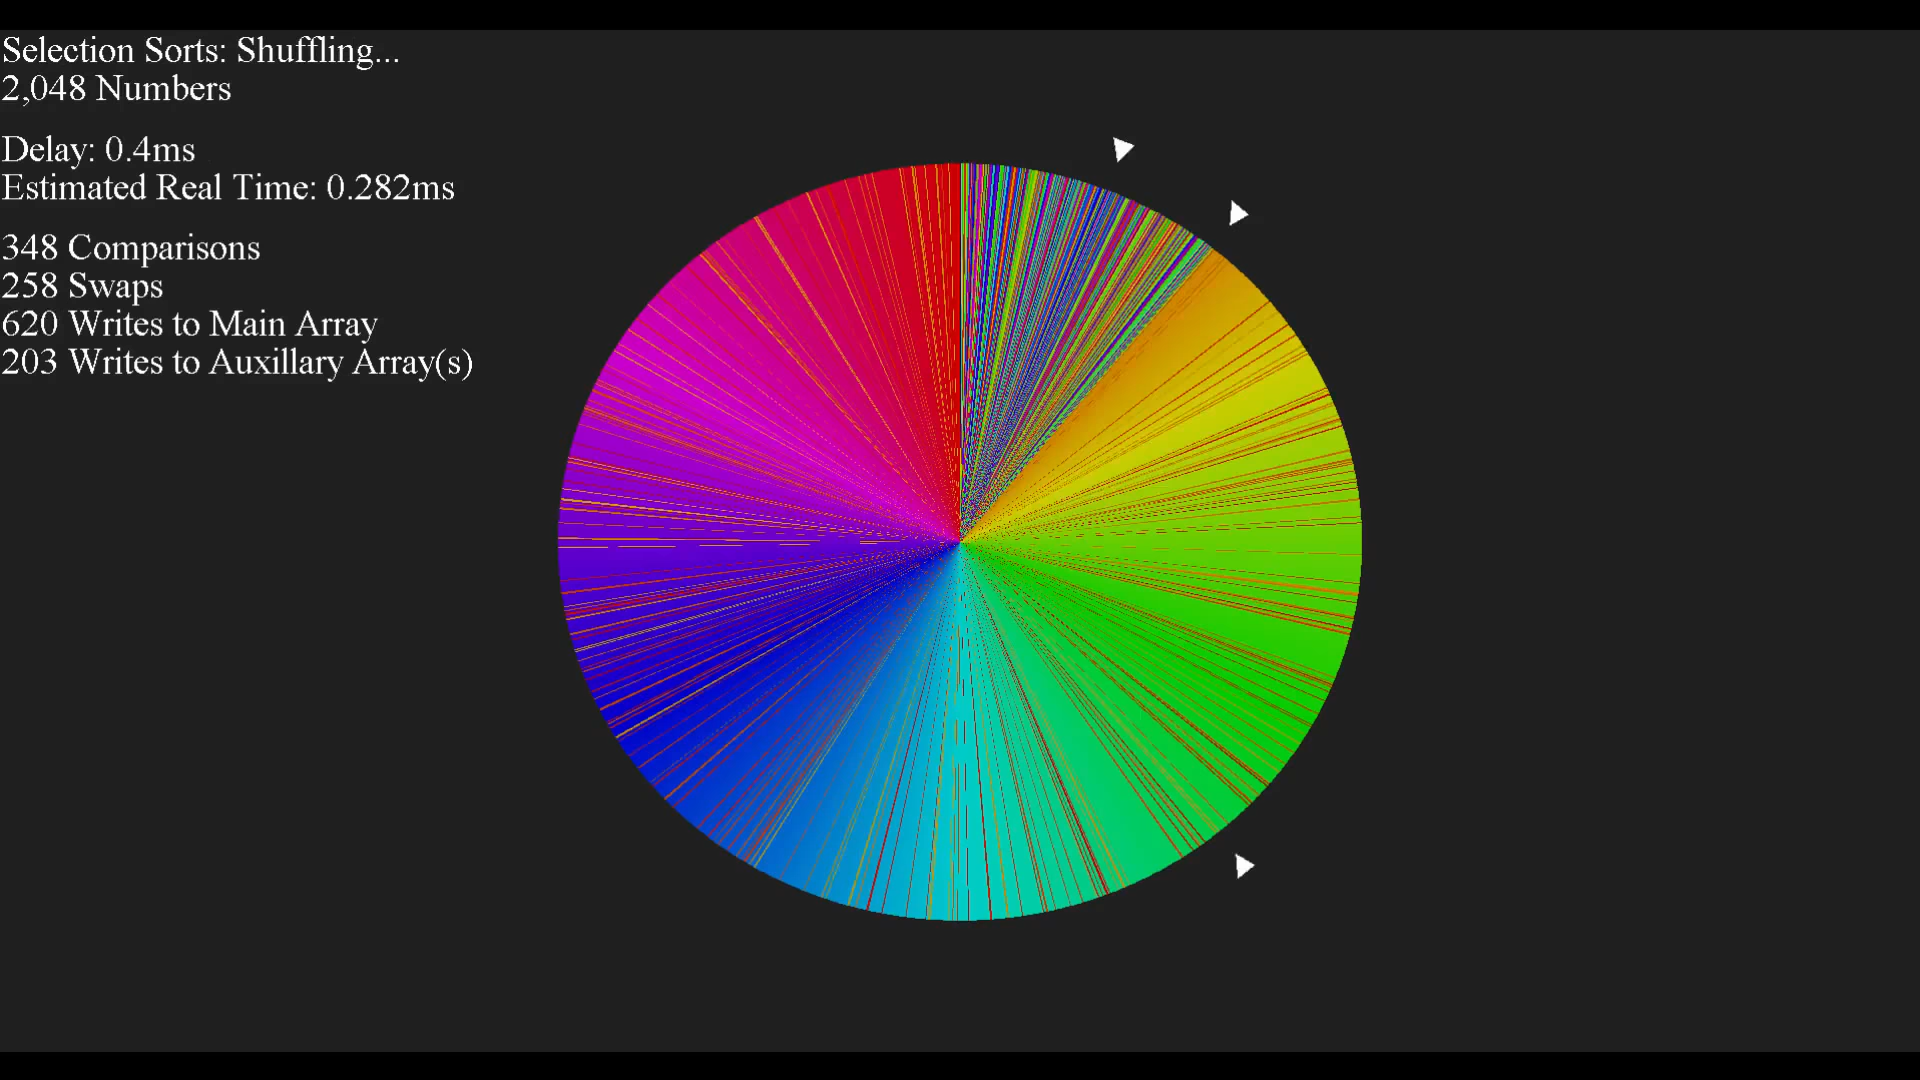 Selection Sorts: Shuffling...
2,048 Numbers
Delay: 0.4ms
Estimated Real Time: 0.282ms
348 Comparisons
258 Swaps
620 Writes to Main Array
203 Writes to Auxillary Array(s)